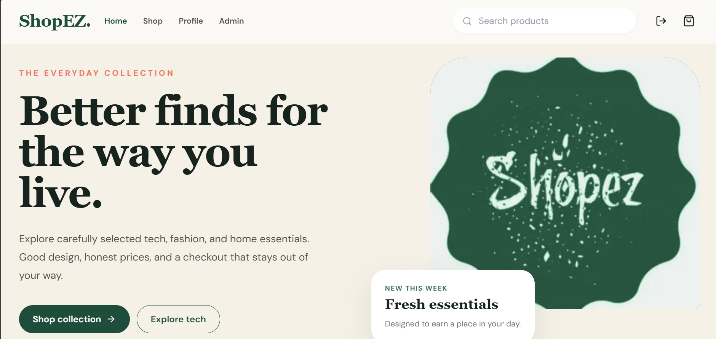 ShopEZ.
Home Shop Profile Admin
Search products
THE EVERYDAY COLLECTION
Better finds for
the way you
live.
Explore carefully selected tech, fashion, and home essentials.
Good design, honest prices, and a checkout that stays out of
your way.
Shop collection →
Explore tech
Shopez
NEW THIS WEEK
Fresh essentials
Designed to earn a place in your day.